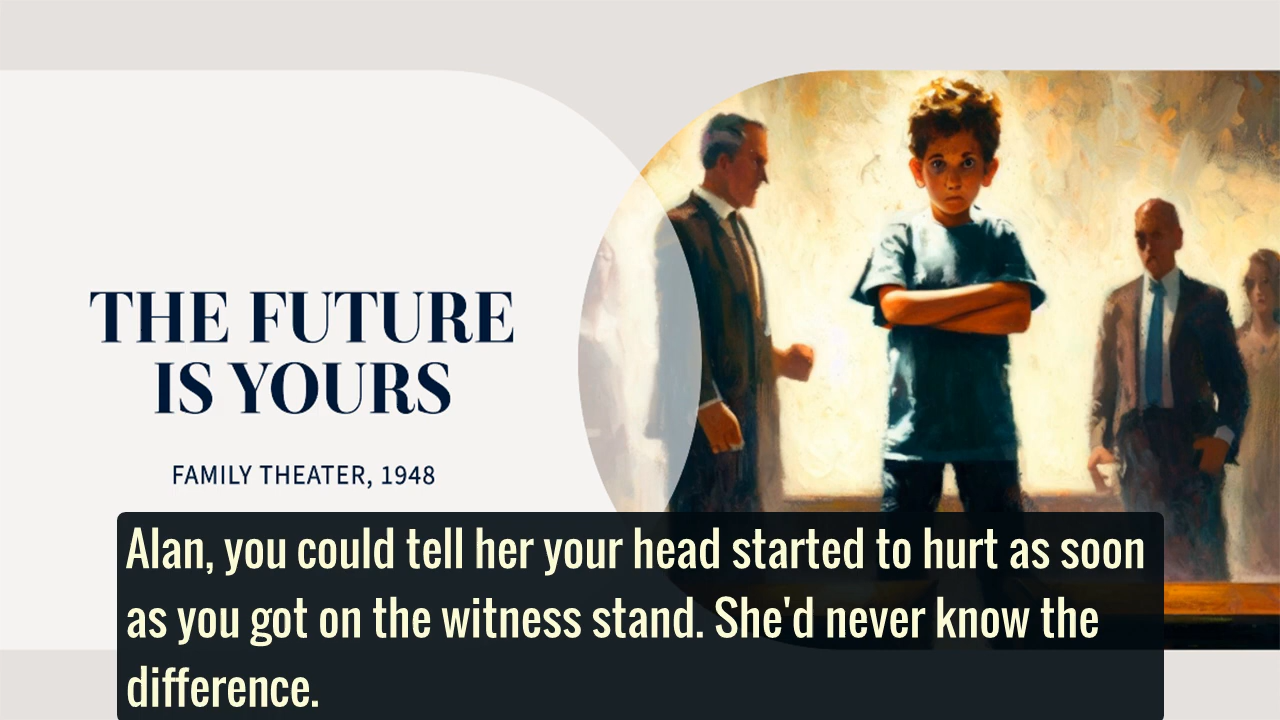 THE FUTURE
IS YOURS
FAMILY THEATER, 1948
Alan, you could tell her your head started to hurt as soon
as you got on the witness stand. She'd never know the
difference.